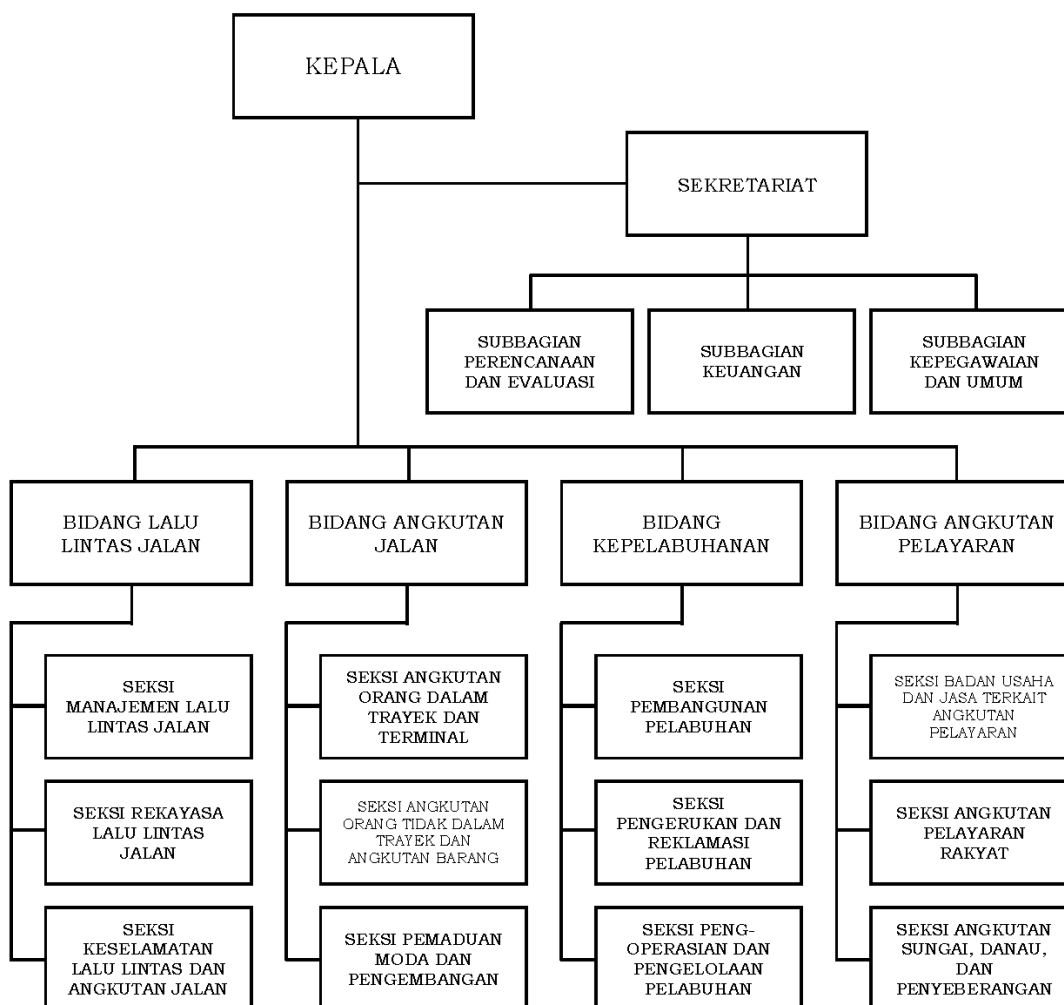 KEPALA
SEKRETARIAT
SUBBAGIAN
PERENCANAAN
DAN EVALUASI
SUBBAGIAN
KEUANGAN
SUBBAGIAN
KEPEGAWAIAN
DAN UMUM
BIDANG LALU
LINTAS JALAN
BIDANG ANGKUTAN
JALAN
BIDANG
KEPELABUHANAN
BIDANG ANGKUTAN
PELAYARAN
SEKSI
MANAJEMEN LALU
LINTAS JALAN
SEKSI ANGKUTAN
ORANG DALAM
TRAYEK DAN
TERMINAL
SEKSI
PEMBANGUNAN
PELABUHAN
SEKSI BADAN USAHA
DAN JASA TERKAIT
ANGKUTAN
PELAYARAN
SEKSI REKAYASA
LALU LINTAS
JALAN
SEKSI ANGKUTAN
ORANG TIDAK DALAM
TRAYEK DAN
ANGKUTAN BARANG
SEKSI
PENGERUKAN DAN
REKLAMASI
PELABUHAN
SEKSI ANGKUTAN
PELAYARAN
RAKYAT
SEKSI
KESELAMATAN
LALU LINTAS DAN
ANGKUTAN JALAN
SEKSI PEMADUAN
MODA DAN
PENGEMBANGAN
SEKSI PENG-
OPERASIAN DAN
PENGELOLAAN
PELABUHAN
SEKSI ANGKUTAN
SUNGAI, DANAU,
DAN
PENYEBERANGAN